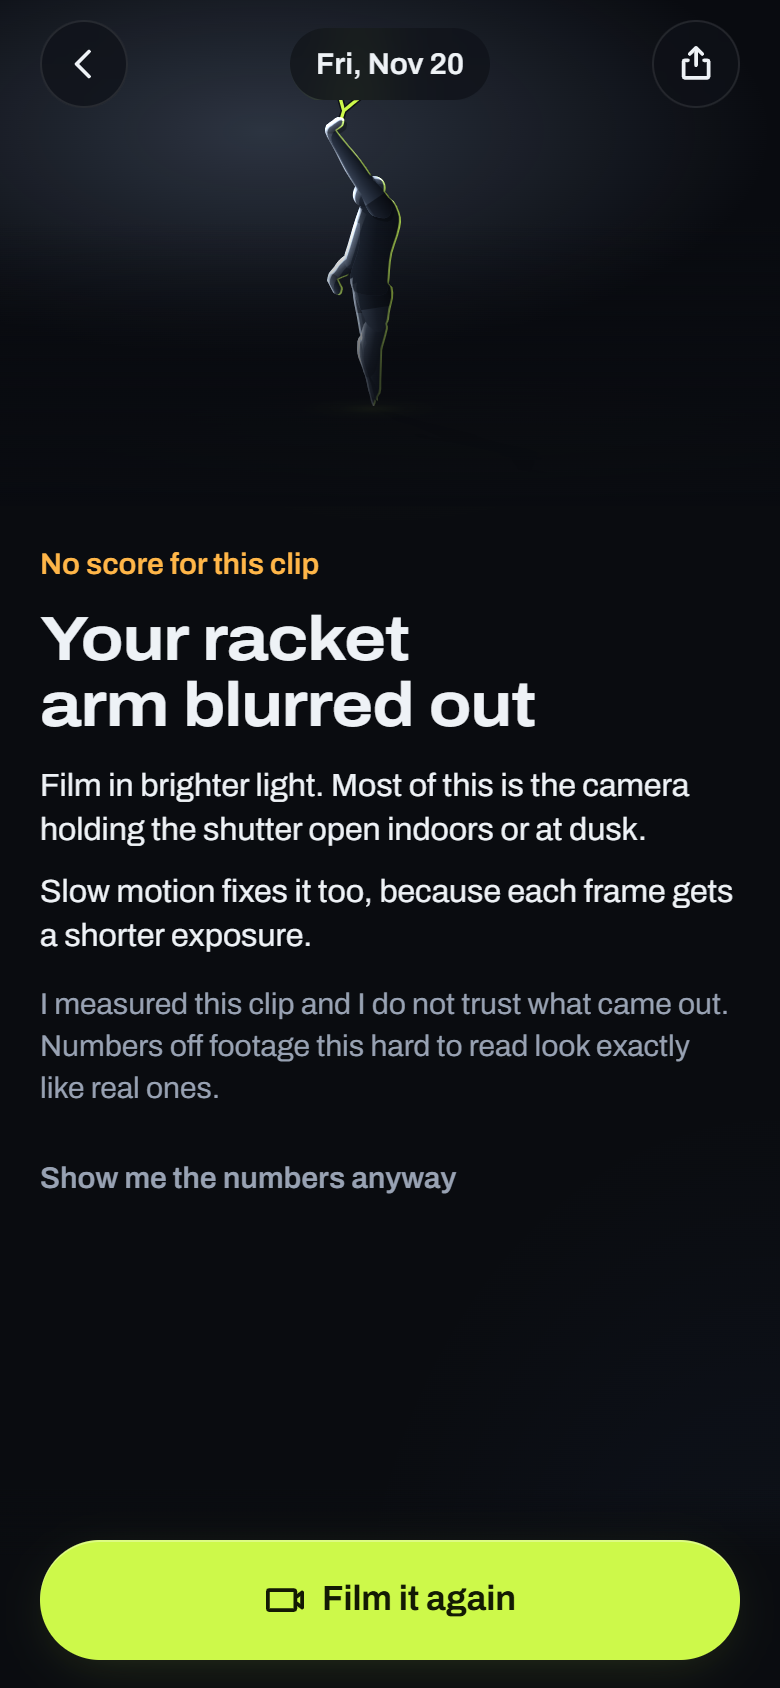 Fri, Nov 20
No score for this clip
Your racket
arm blurred out
Film in brighter light. Most of this is the camera
holding the shutter open indoors or at dusk.
Slow motion fixes it too, because each frame gets
a shorter exposure.
I measured this clip and I do not trust what came out.
Numbers off footage this hard to read look exactly
like real ones.
Show me the numbers anyway
Film it again